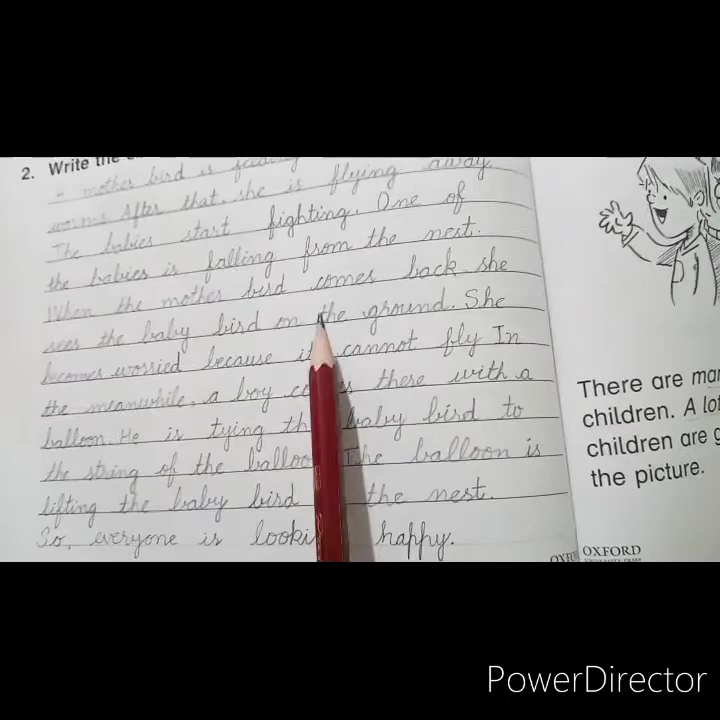 2. Write the
a mother bird is feeding
worms. After that, she is flying away.
The babies start fighting. One of
the babies is falling from the nest.
When the mother bird comes back she
sees the baby bird on the ground. She
becomes worried because it cannot fly In
the meanwhile, a boy comes there with a
balloon. He is tying the baby bird to
the string of the balloon. The balloon is
lifting the baby bird the nest.
So, everyone is looking happy.
There are
children. A lot
children are
the picture.
OXFORD
UNIVERSITY PRESS
PowerDirector